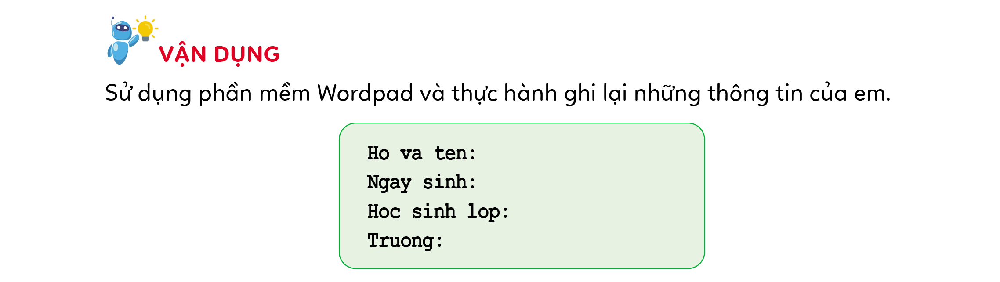 VẬN DỤNG
Sử dụng phần mềm Wordpad và thực hành ghi lại những thông tin của em.
Ho va ten:
Ngay sinh:
Hoc sinh lop:
Truong: